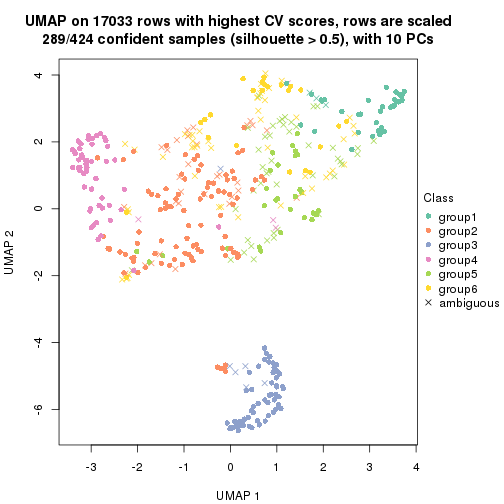 UMAP on 17033 rows with highest CV scores, rows are scaled
289/424 confident samples (silhouette > 0.5), with 10 PCs
4
2
0
-2
-4
-6
UMAP 2
-3
-2
-1
0
1
2
3
4
UMAP 1
Class
group1
group2
group3
group4
group5
group6
ambiguous